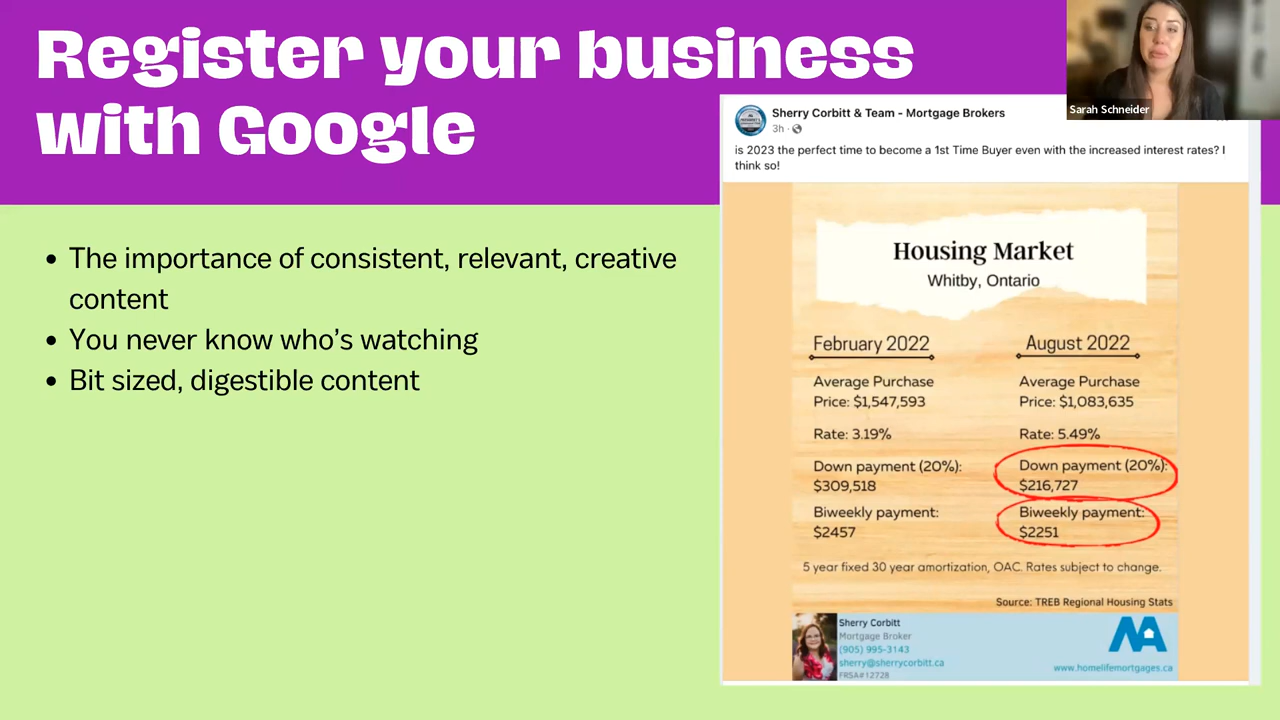 Register your business
with Google
• The importance of consistent, relevant, creative
content
• You never know who's watching
• Bit sized, digestible content
Sarah Schneider
Sherry Corbitt & Team - Mortgage Brokers
3h ·
is 2023 the perfect time to become a 1st Time Buyer even with the increased interest rates? I
think so!
Housing Market
Whitby, Ontario
February 2022
Average Purchase
Price: $1,547,593
Rate: 3.19%
Down payment (20%):
$309,518
Biweekly payment:
$2457
August 2022
Average Purchase
Price: $1,083,635
Rate: 5.49%
Down payment (20%):
$216,727
Biweekly payment:
$2251
5 year fixed 30 year amortization, OAC. Rates subject to change.
Source: TREB Regional Housing Stats
Sherry Corbitt
Mortgage Broker
(905) 995-3143
sherry@sherrycorbitt.ca
FRSA#12728
www.homelifemortgages.ca